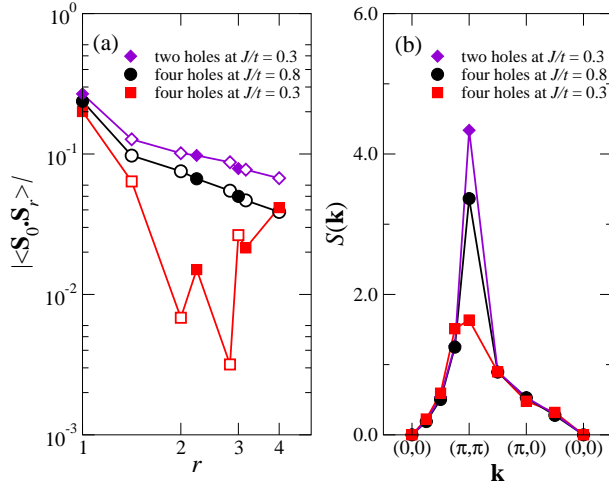 (a)
two holes at J/t = 0.3
four holes at J/t = 0.8
four holes at J/t = 0.3
10^0
10^-1
10^-2
10^-3
1 2 3 4
r
|<S_0.S_r>|
(b)
two holes at J/t = 0.3
four holes at J/t = 0.8
four holes at J/t = 0.3
6.0
4.0
2.0
0.0
(0,0) (π,π) (π,0) (0,0)
k
S(k)